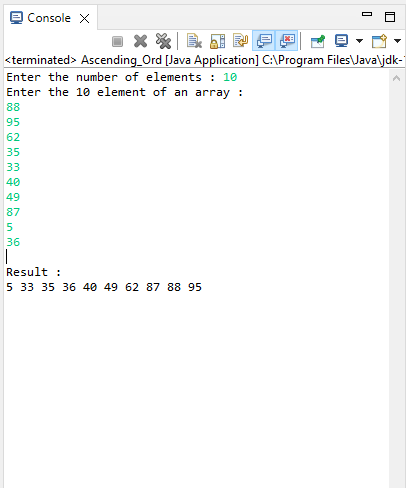 Console
<terminated> Ascending_Ord [Java Application] C:\Program Files\Java\jdk-
Enter the number of elements : 10
Enter the 10 element of an array :
88
95
62
35
33
40
49
87
5
36
Result :
5 33 35 36 40 49 62 87 88 95